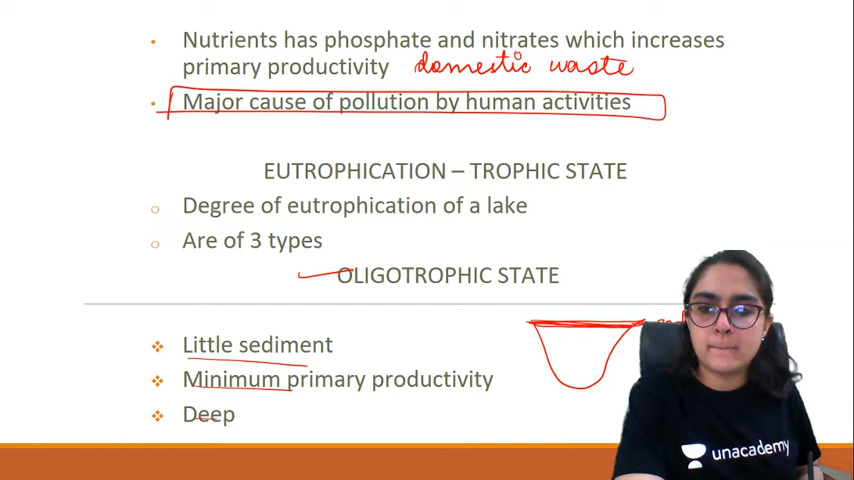 • Nutrients has phosphate and nitrates which increases
primary productivity domestic waste
• Major cause of pollution by human activities
EUTROPHICATION – TROPHIC STATE
o Degree of eutrophication of a lake
o Are of 3 types
OLIGOTROPHIC STATE
❖ Little sediment
❖ Minimum primary productivity
❖ Deep
unacademy